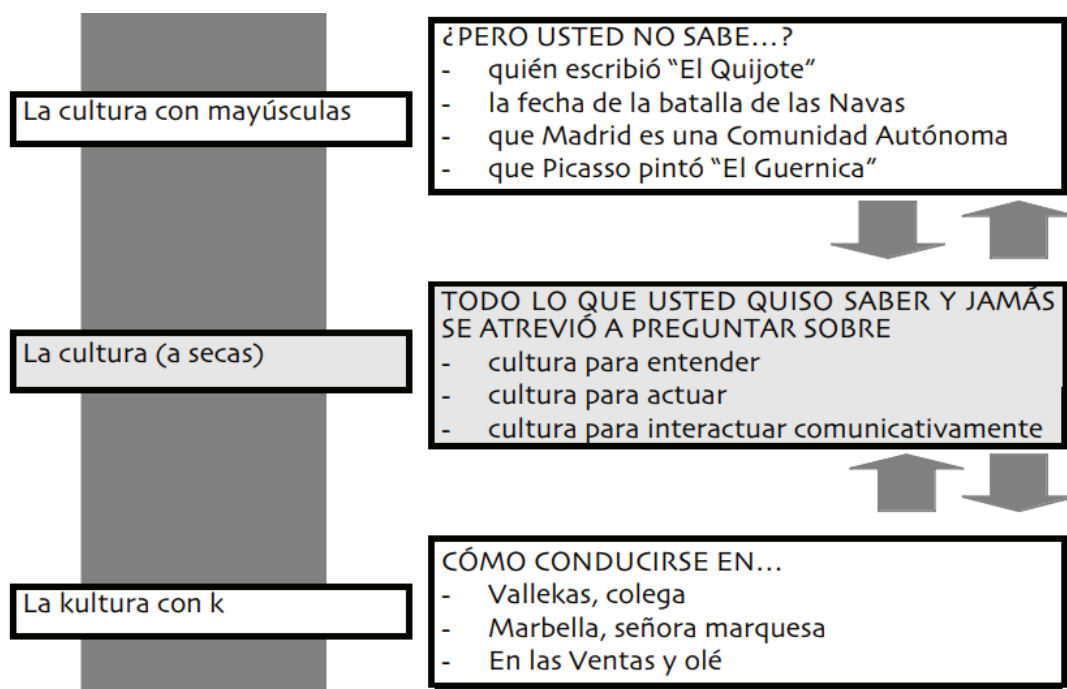 La cultura con mayúsculas
¿PERO USTED NO SABE…?
- quién escribió “El Quijote”
- la fecha de la batalla de las Navas
- que Madrid es una Comunidad Autónoma
- que Picasso pintó “El Guernica”
La cultura (a secas)
TODO LO QUE USTED QUISO SABER Y JAMÁS
SE ATREVIÓ A PREGUNTAR SOBRE
- cultura para entender
- cultura para actuar
- cultura para interactuar comunicativamente
La kultura con k
CÓMO CONDUCIRSE EN…
- Vallekas, colega
- Marbella, señora marquesa
- En las Ventas y olé